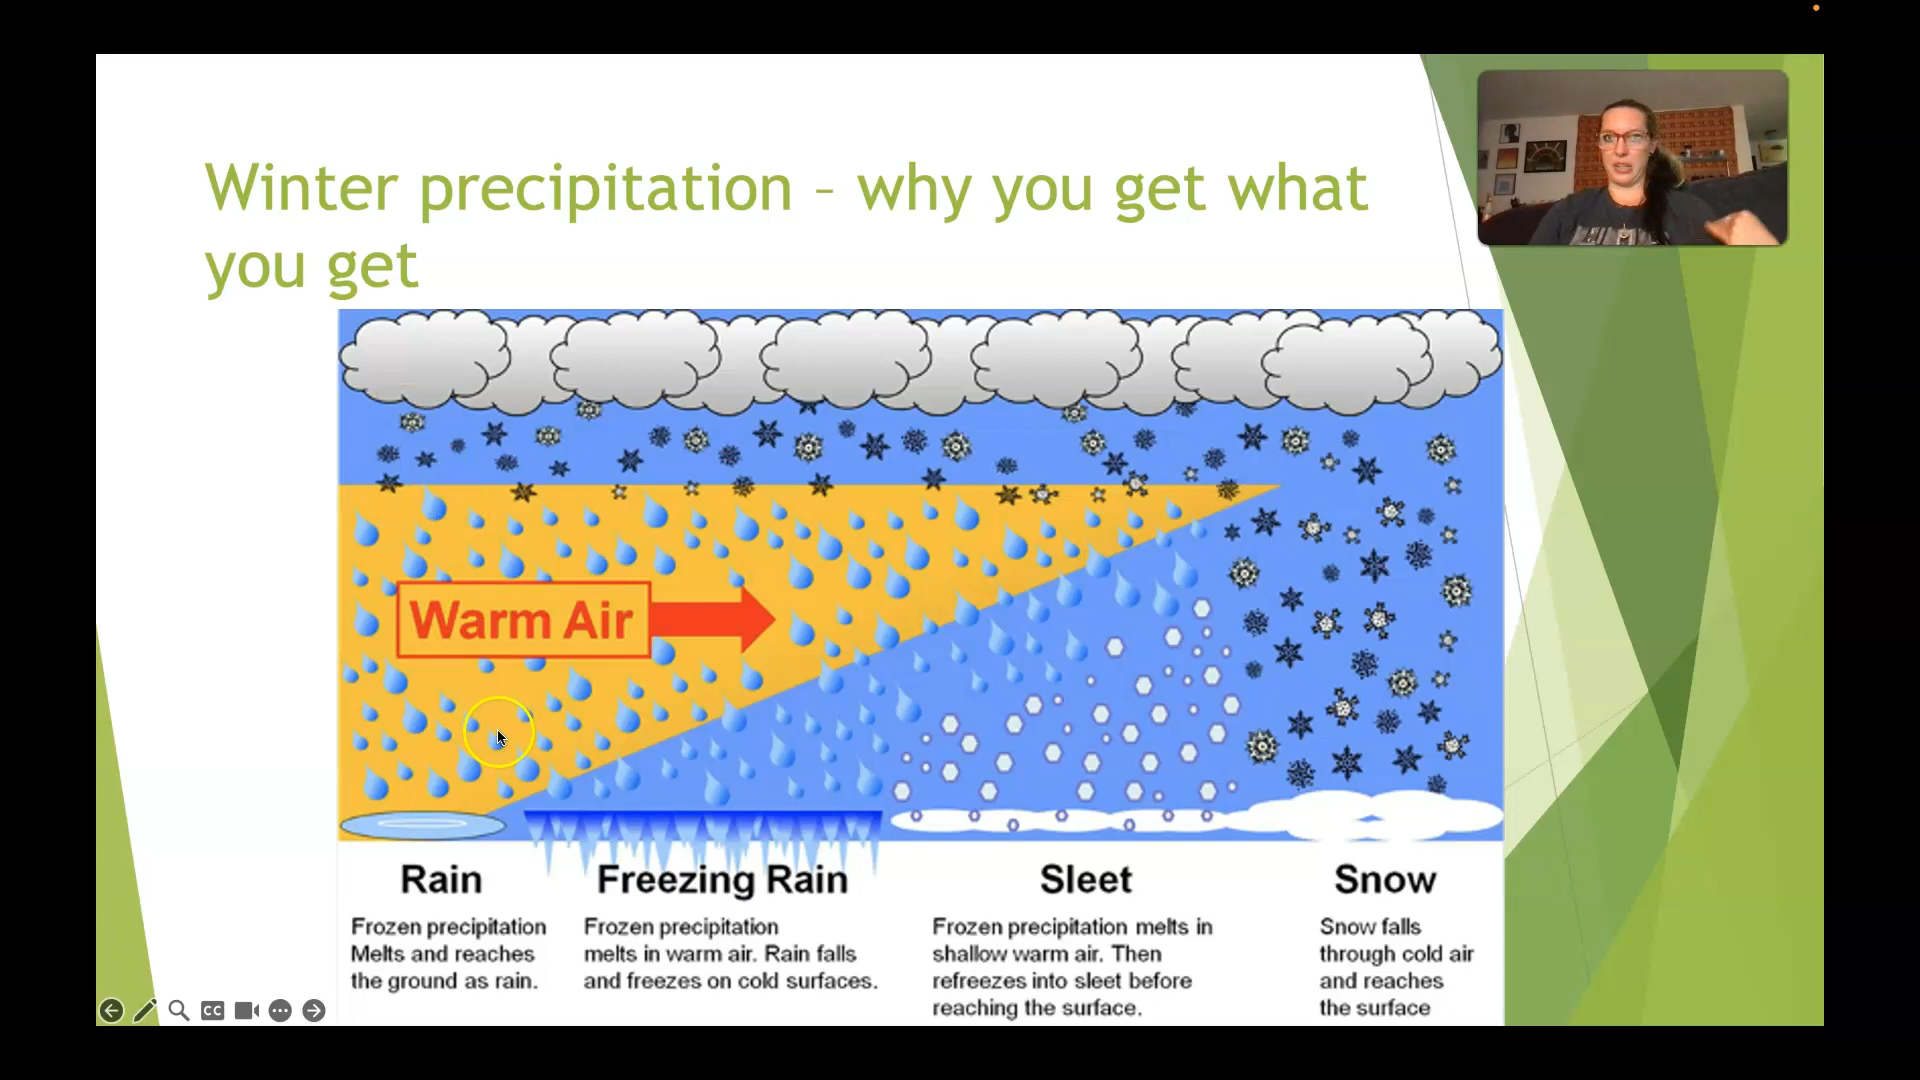 Winter precipitation – why you get what
you get
Warm Air
Rain
Frozen precipitation
Melts and reaches
the ground as rain.
Freezing Rain
Frozen precipitation
melts in warm air. Rain falls
and freezes on cold surfaces.
Sleet
Frozen precipitation melts in
shallow warm air. Then
refreezes into sleet before
reaching the surface.
Snow
Snow falls
through cold air
and reaches
the surface
CC